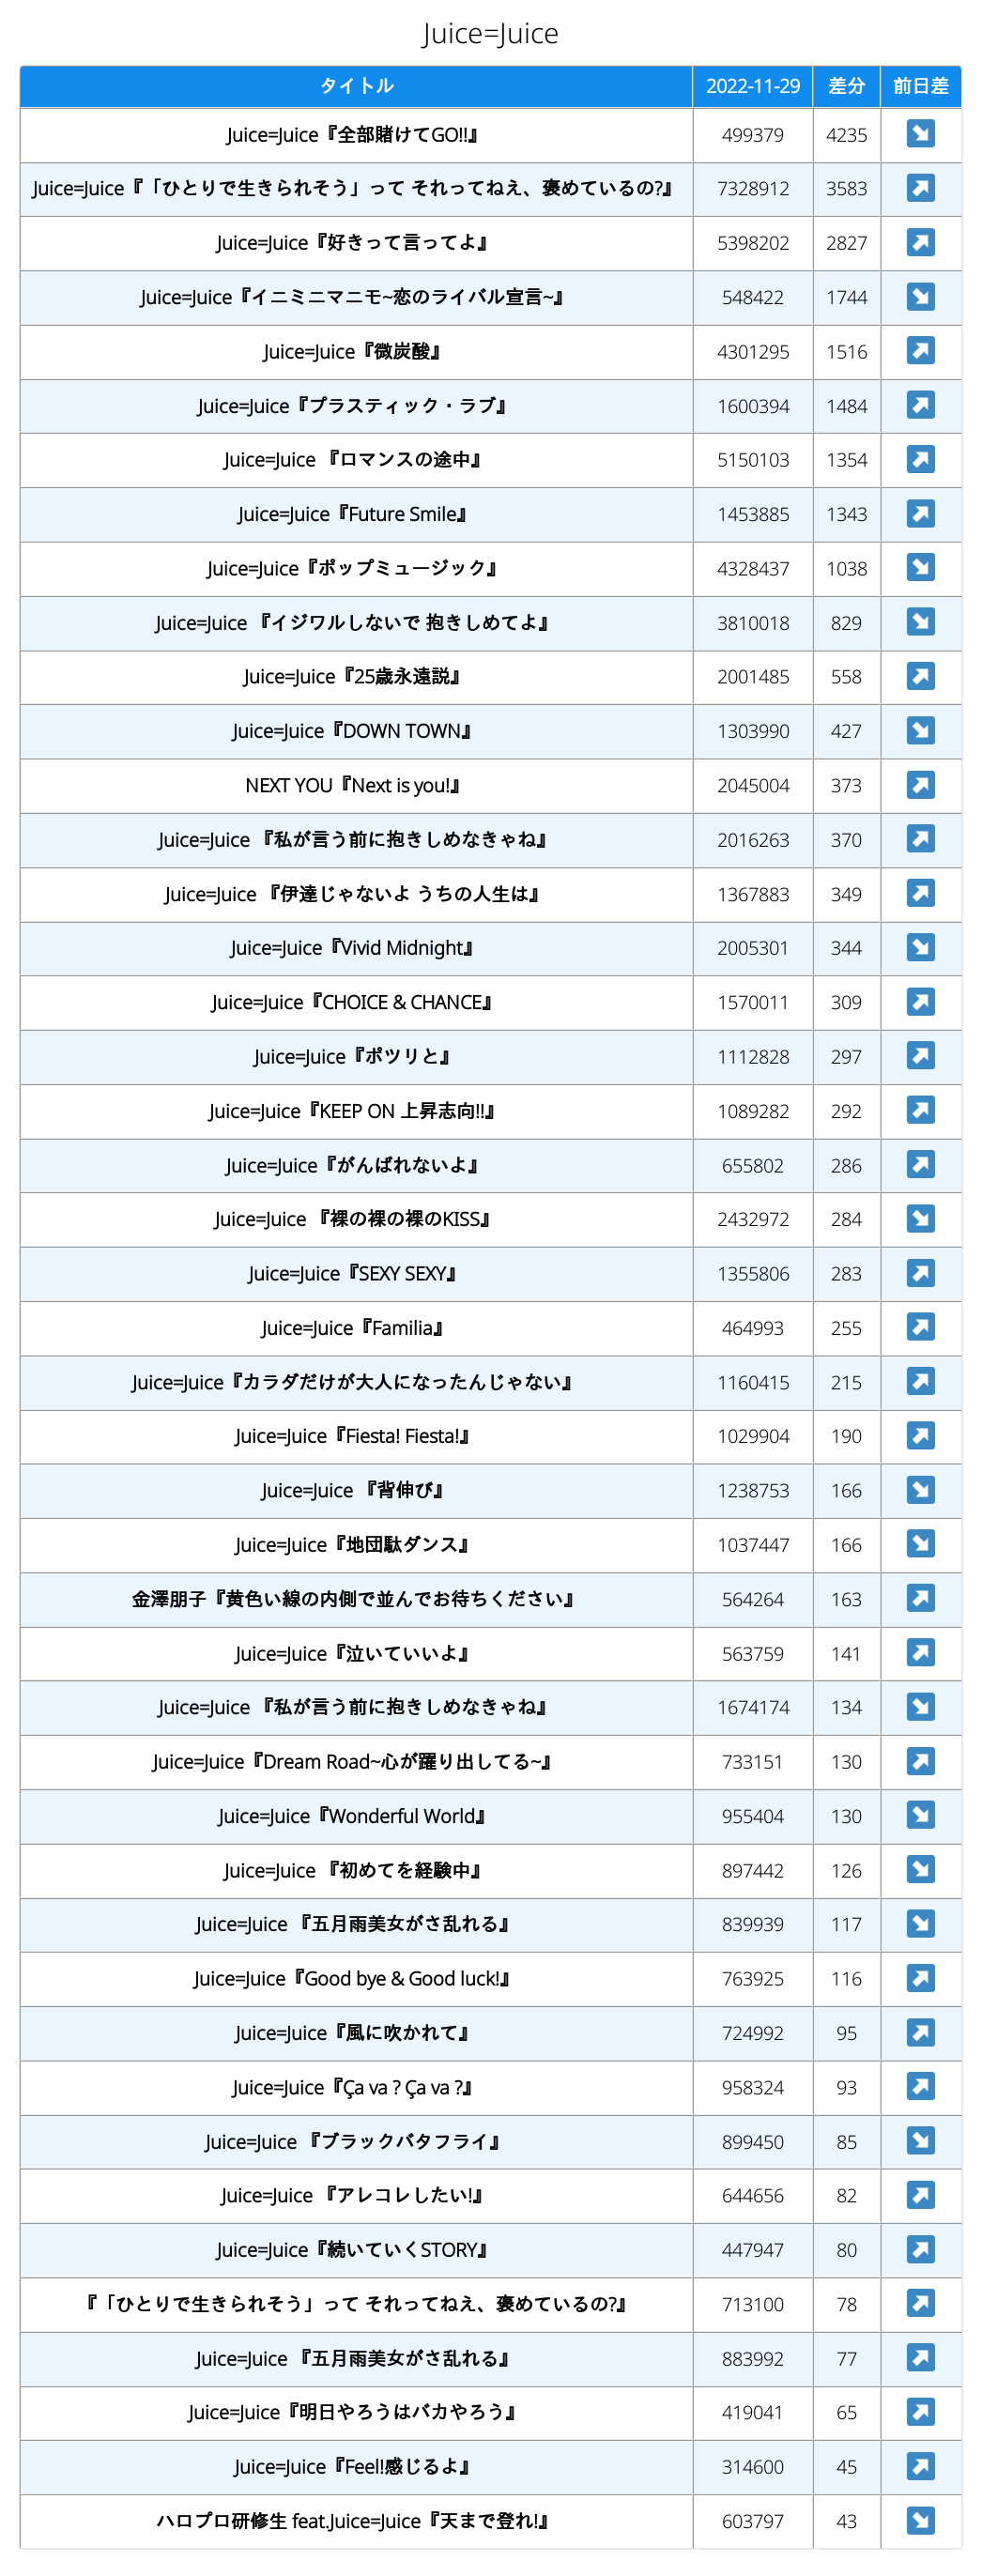 Juice=Juice
タイトル 2022-11-29 差分 前日差
Juice=Juice『全部賭けてGO!!』 499379 4235 ↘
Juice=Juice『「ひとりで生きられそう」って それってねえ、褒めているの?』 7328912 3583 ↗
Juice=Juice『好きって言ってよ』 5398202 2827 ↗
Juice=Juice『イニミニマニモ~恋のライバル宣言~』 548422 1744 ↘
Juice=Juice『微炭酸』 4301295 1516 ↗
Juice=Juice『プラスティック・ラブ』 1600394 1484 ↗
Juice=Juice 『ロマンスの途中』 5150103 1354 ↗
Juice=Juice『Future Smile』 1453885 1343 ↗
Juice=Juice『ポップミュージック』 4328437 1038 ↘
Juice=Juice 『イジワルしないで 抱きしめてよ』 3810018 829 ↘
Juice=Juice『25歳永遠説』 2001485 558 ↗
Juice=Juice『DOWN TOWN』 1303990 427 ↘
NEXT YOU『Next is you!』 2045004 373 ↗
Juice=Juice 『私が言う前に抱きしめなきゃね』 2016263 370 ↗
Juice=Juice 『伊達じゃないよ うちの人生は』 1367883 349 ↗
Juice=Juice『Vivid Midnight』 2005301 344 ↘
Juice=Juice『CHOICE & CHANCE』 1570011 309 ↗
Juice=Juice『ポツリと』 1112828 297 ↗
Juice=Juice『KEEP ON 上昇志向!!』 1089282 292 ↗
Juice=Juice『がんばれないよ』 655802 286 ↗
Juice=Juice 『裸の裸の裸のKISS』 2432972 284 ↘
Juice=Juice『SEXY SEXY』 1355806 283 ↗
Juice=Juice『Familia』 464993 255 ↗
Juice=Juice『カラダだけが大人になったんじゃない』 1160415 215 ↗
Juice=Juice『Fiesta! Fiesta!』 1029904 190 ↗
Juice=Juice 『背伸び』 1238753 166 ↘
Juice=Juice『地団駄ダンス』 1037447 166 ↘
金澤朋子『黄色い線の内側で並んでお待ちください』 564264 163 ↗
Juice=Juice『泣いていいよ』 563759 141 ↗
Juice=Juice 『私が言う前に抱きしめなきゃね』 1674174 134 ↘
Juice=Juice『Dream Road~心が躍り出してる~』 733151 130 ↗
Juice=Juice『Wonderful World』 955404 130 ↘
Juice=Juice 『初めてを経験中』 897442 126 ↘
Juice=Juice 『五月雨美女がさ乱れる』 839939 117 ↘
Juice=Juice『Good bye & Good luck!』 763925 116 ↗
Juice=Juice『風に吹かれて』 724992 95 ↗
Juice=Juice『Ça va ? Ça va ?』 958324 93 ↗
Juice=Juice 『ブラックバタフライ』 899450 85 ↘
Juice=Juice 『アレコレしたい!』 644656 82 ↗
Juice=Juice『続いていくSTORY』 447947 80 ↗
『「ひとりで生きられそう」って それってねえ、褒めているの?』 713100 78 ↗
Juice=Juice 『五月雨美女がさ乱れる』 883992 77 ↗
Juice=Juice『明日やろうはバカやろう』 419041 65 ↗
Juice=Juice『Feel!感じるよ』 314600 45 ↗
ハロプロ研修生 feat.Juice=Juice『天まで登れ!』 603797 43 ↘